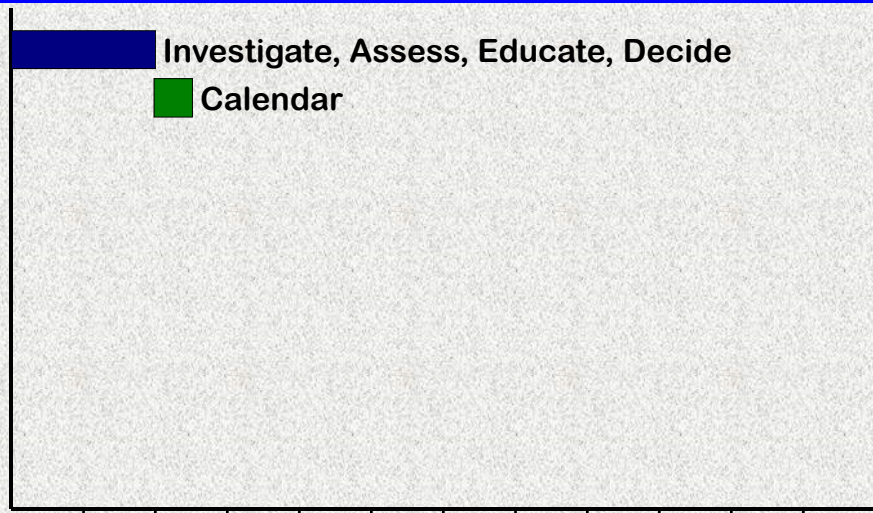 Investigate, Assess, Educate, Decide
Calendar